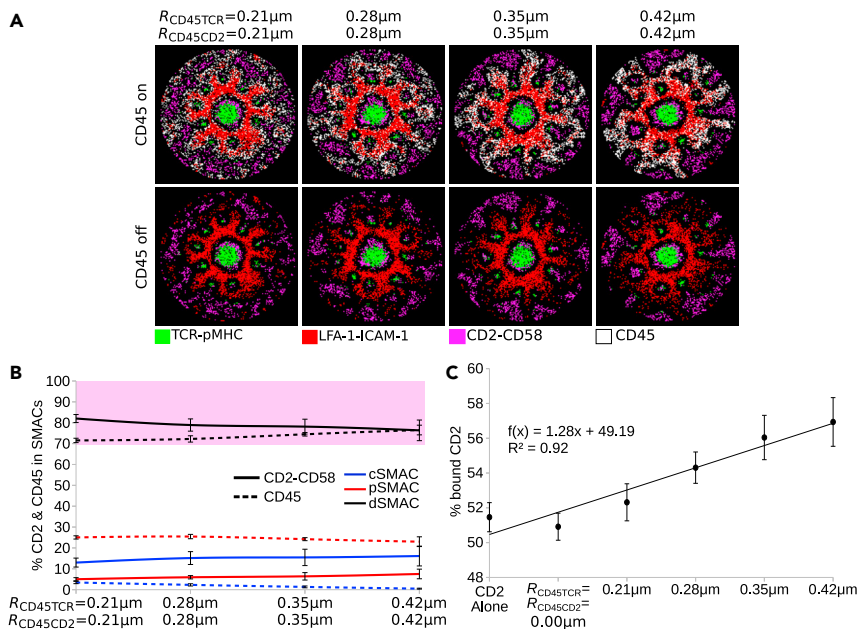 A
R_CD45TCR=0.21μm 0.28μm 0.35μm 0.42μm
R_CD45CD2=0.21μm 0.28μm 0.35μm 0.42μm
CD45 on
CD45 off
TCR-pMHC LFA-1-ICAM-1 CD2-CD58 CD45
B
% CD2 & CD45 in SMACs
100
90
80
70
60
50
40
30
20
10
0
CD2-CD58
CD45
cSMAC
pSMAC
dSMAC
R_CD45TCR=0.21μm 0.28μm 0.35μm 0.42μm
R_CD45CD2=0.21μm 0.28μm 0.35μm 0.42μm
C
% bound CD2
60
58
56
54
52
50
48
f(x) = 1.28x + 49.19
R² = 0.92
CD2
Alone
R_CD45TCR=
R_CD45CD2=
0.00μm
0.21μm 0.28μm 0.35μm 0.42μm